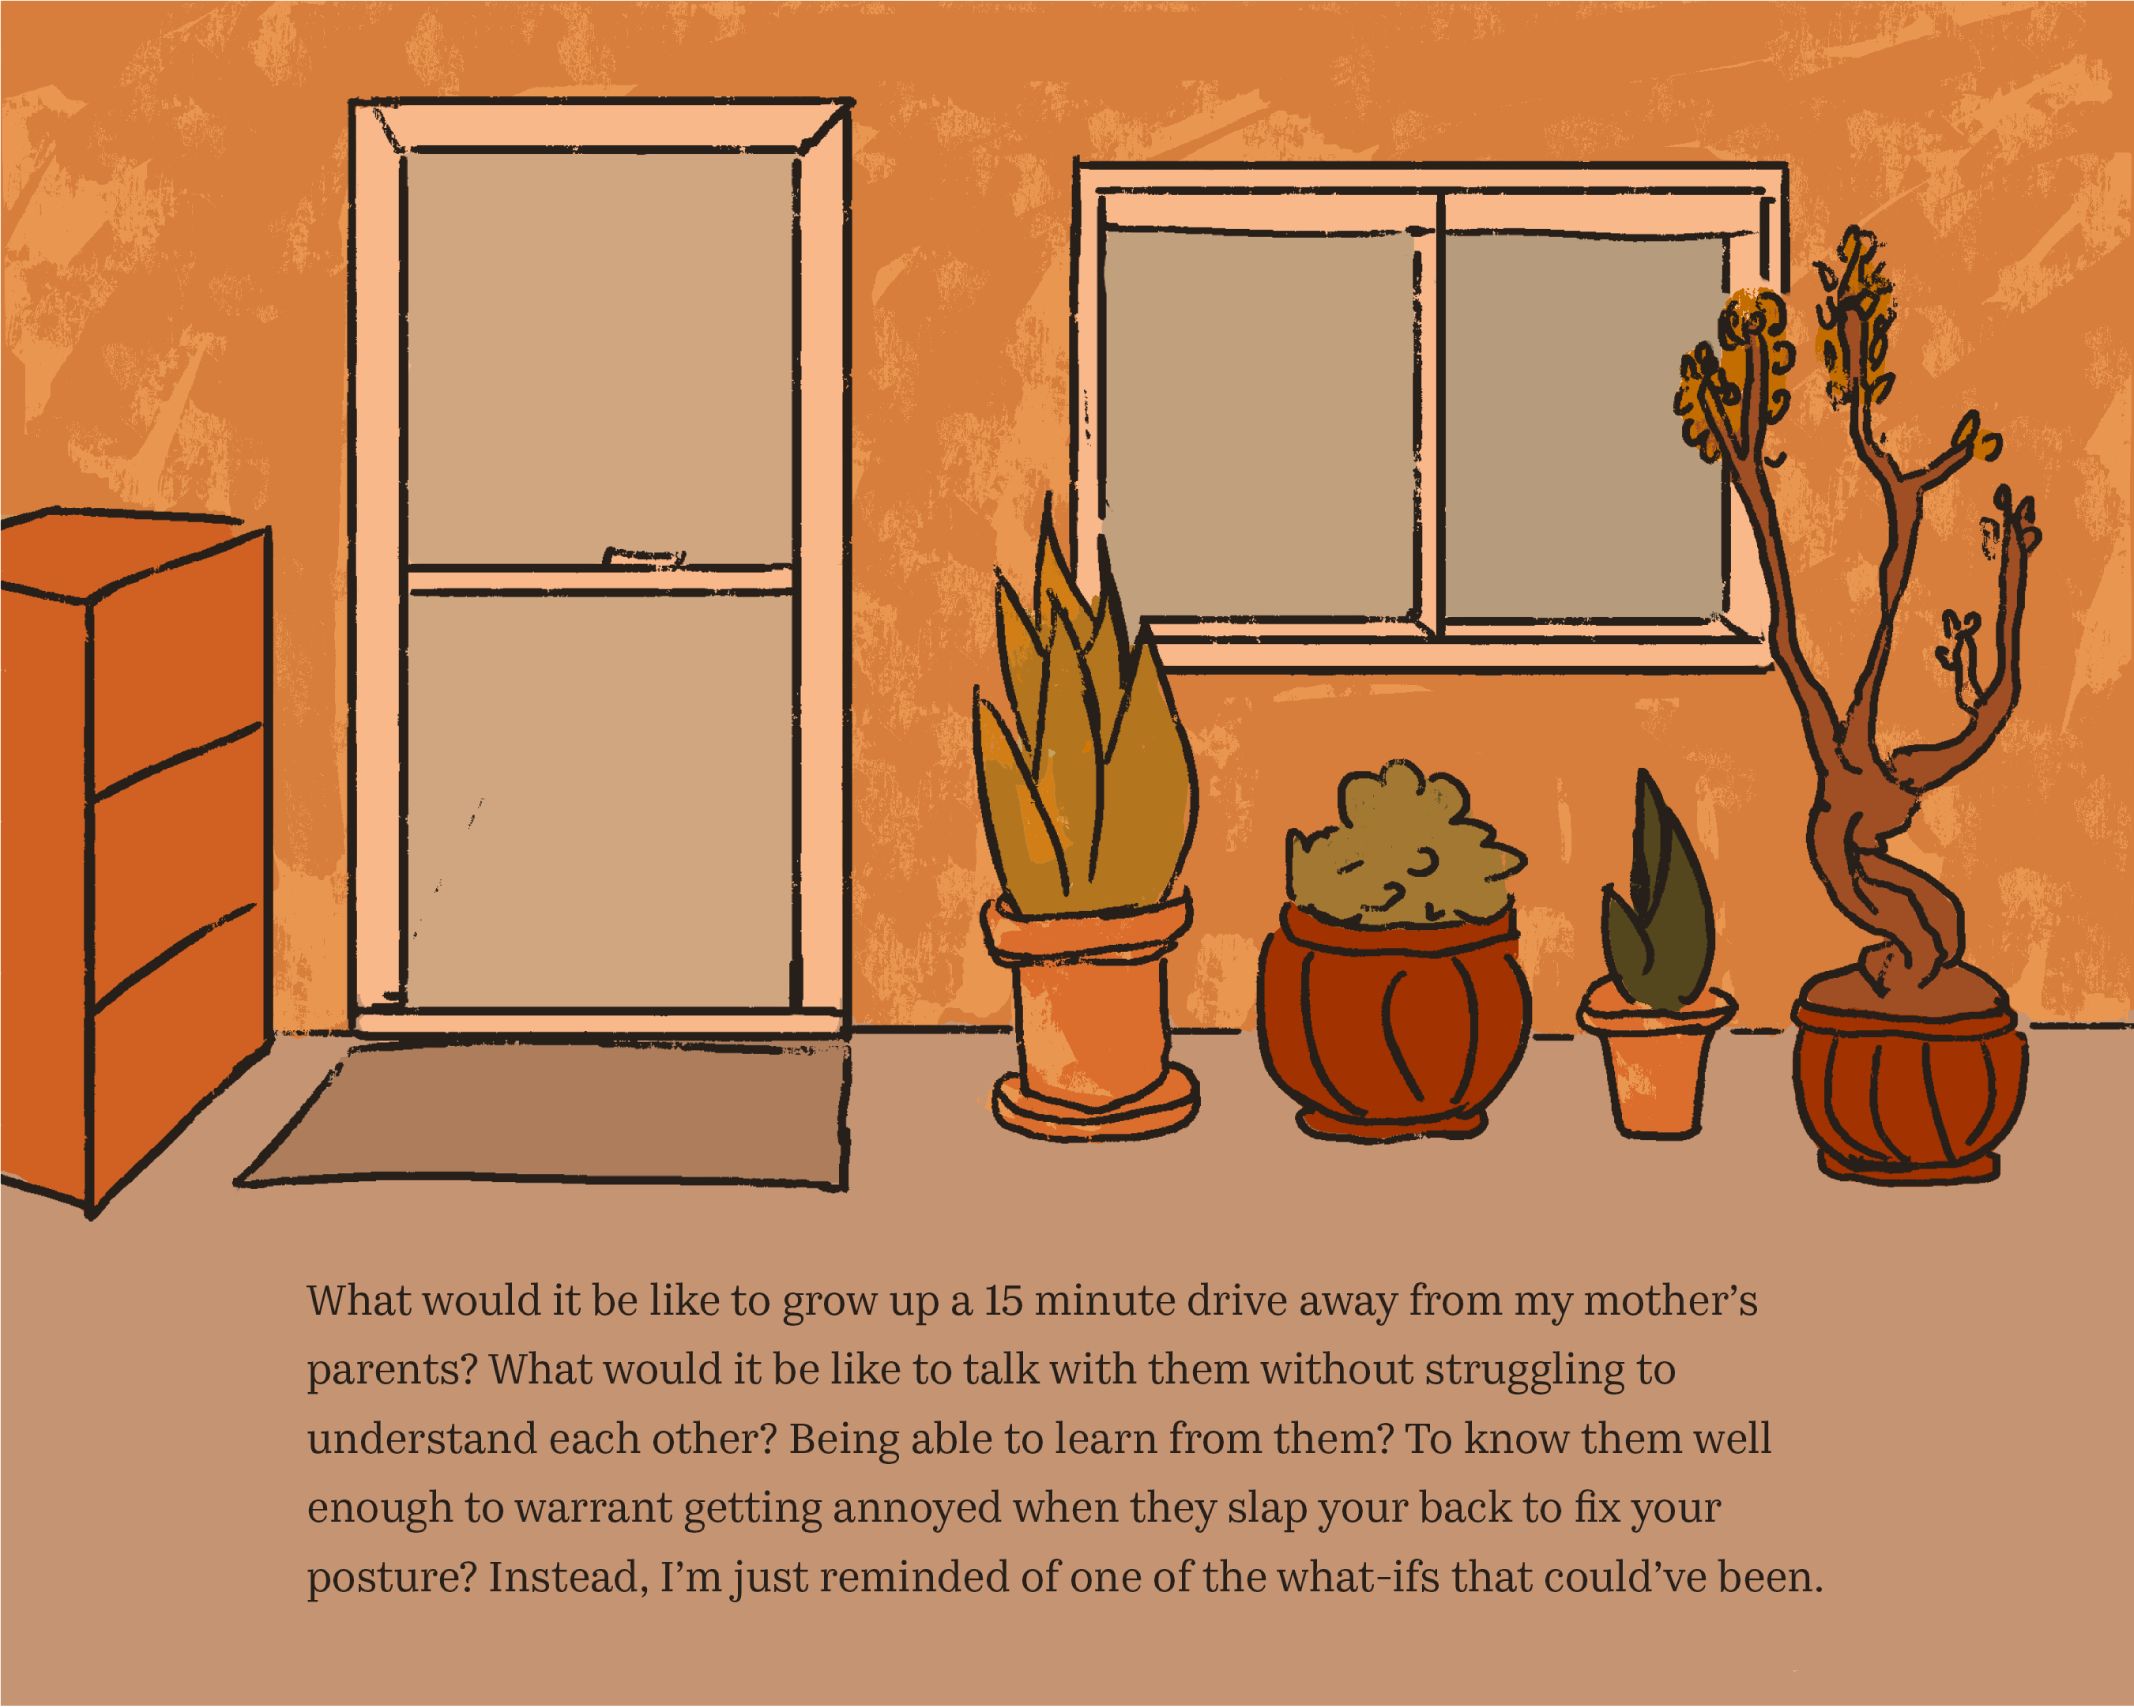 What would it be like to grow up a 15 minute drive away from my mother’s
parents? What would it be like to talk with them without struggling to
understand each other? Being able to learn from them? To know them well
enough to warrant getting annoyed when they slap your back to fix your
posture? Instead, I’m just reminded of one of the what-ifs that could’ve been.